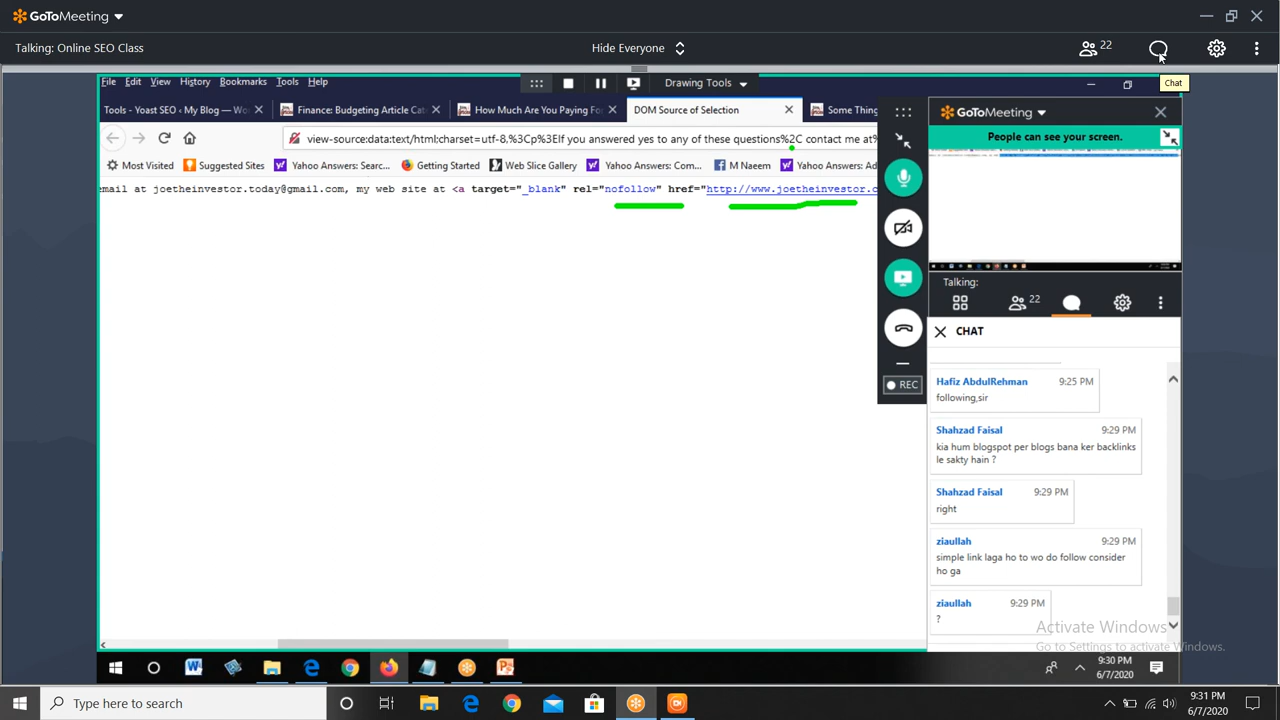 GoToMeeting
Talking: Online SEO Class
Hide Everyone
22
Chat
File Edit View History Bookmarks Tools Help
Drawing Tools
Tools - Yoast SEO ‹ My Blog — Wo
Finance: Budgeting Article Cat
How Much Are You Paying Fo
DOM Source of Selection
Some Thing
view-source:data:text/html;charset=utf-8,%3Cp%3EIf you answered yes to any of these questions%2C contact me at%
Most Visited
Suggested Sites
Yahoo Answers: Sear...
Getting Started
Web Slice Gallery
Yahoo Answers: Com...
M Naeem
Yahoo Answers: Ad
email at joetheinvestor.today@gmail.com, my web site at <a target="_blank" rel="nofollow" href="http://www.joetheinvestor.c
GoToMeeting
People can see your screen.
Talking:
22
REC
CHAT
Hafiz AbdulRehman 9:25 PM
following,sir
Shahzad Faisal 9:29 PM
kia hum blogspot per blogs bana ker backlinks
le sakty hain ?
Shahzad Faisal 9:29 PM
right
ziaullah 9:29 PM
simple link laga ho to wo do follow consider
ho ga
ziaullah 9:29 PM
?
Activate Windows
Go to Settings to activate Windows.
9:30 PM
6/7/2020
Type here to search
9:31 PM
6/7/2020